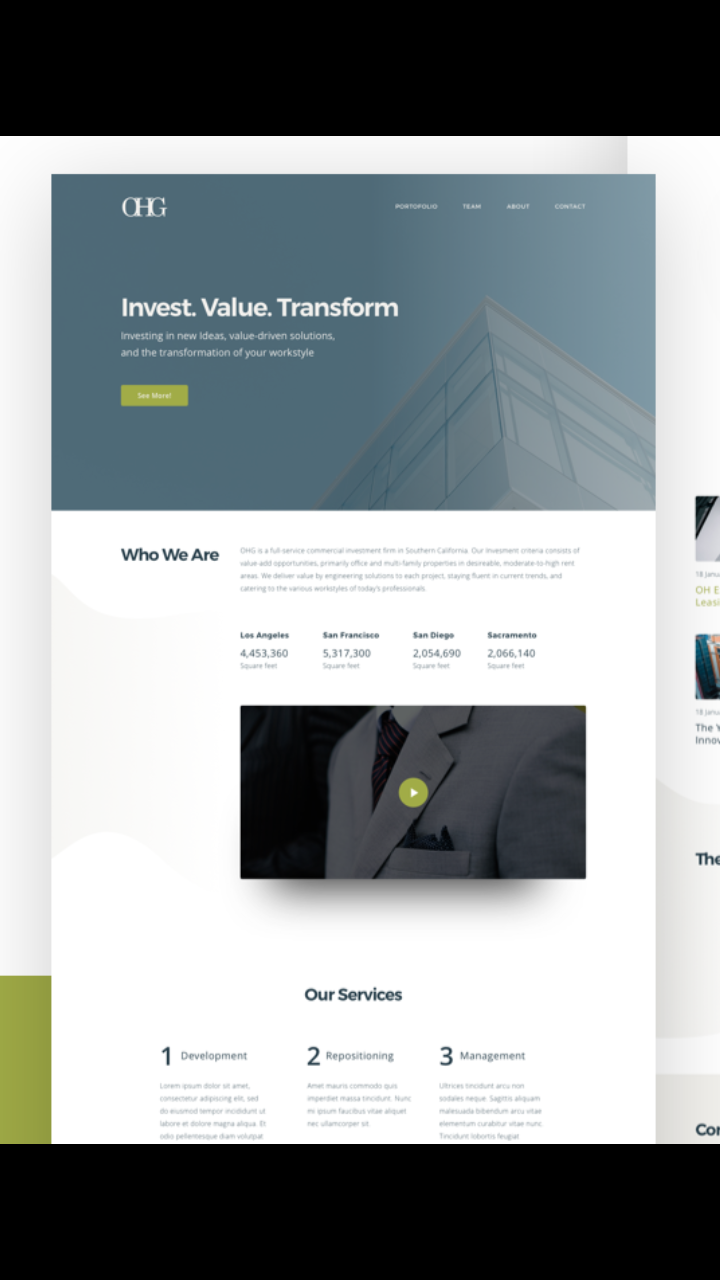 OHG
PORTOFOLIO TEAM ABOUT CONTACT
Invest. Value. Transform
Investing in new Ideas, value-driven solutions,
and the transformation of your workstyle
See More!
Who We Are
OHG is a full-service commercial investment firm in Southern California. Our Invesment criteria consists of
value-add opportunities, primarily office and multi-family properties in desireable, moderate-to-high rent
areas. We deliver value by engineering solutions to each project, staying fluent in current trends, and
catering to the various workstyles of today's professionals.
Los Angeles San Francisco San Diego Sacramento
4,453,360 5,317,300 2,054,690 2,066,140
Square feet Square feet Square feet Square feet
Our Services
1 Development
Lorem ipsum dolor sit amet,
consectetur adipiscing elit, sed
do eiusmod tempor incididunt ut
labore et dolore magna aliqua. Et
odio pellentesque diam volutpat
2 Repositioning
Amet mauris commodo quis
imperdiet massa tincidunt. Nunc
mi ipsum faucibus vitae aliquet
nec ullamcorper sit
3 Management
Ultrices tincidunt arcu non
sodales neque. Sagittis aliquam
malesuada bibendum arcu vitae
elementum curabitur vitae nunc
Tincidunt lobortis feugiat
18 Janu
OH E
Leasi
18 Janu
The Y
Innov
The
Cor